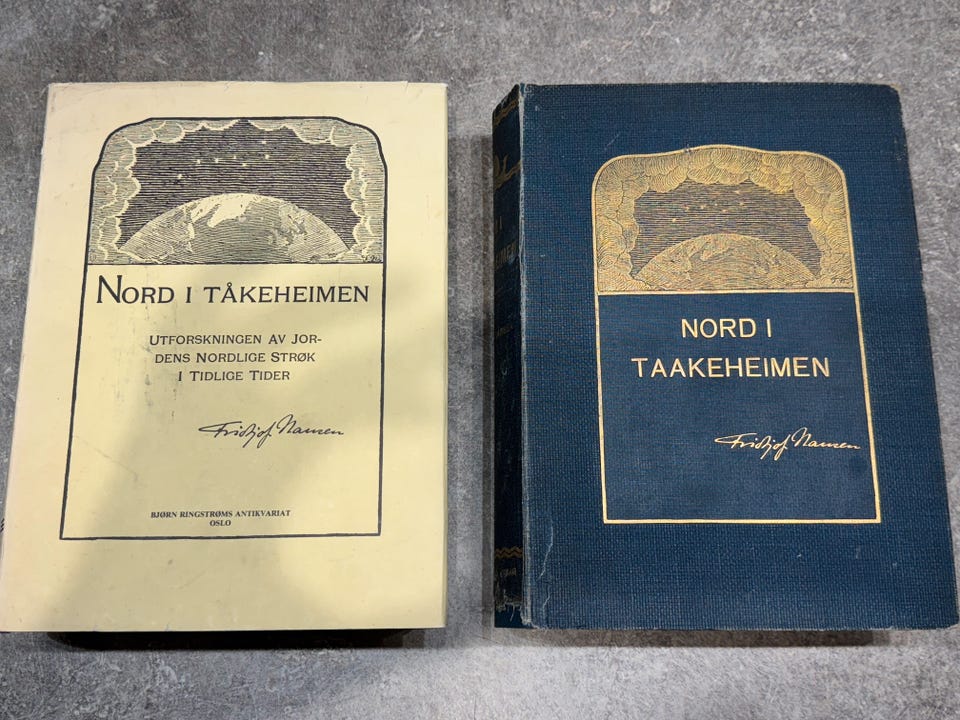 NORD I TÅKEHEIMEN
UTFORSKNINGEN AV JOR-
DENS NORDLIGE STRØK
I TIDLIGE TIDER
Fridtjof Nansen
BJØRN RINGSTRØMS ANTIKVARIAT
OSLO
NORD I
TAAKEHEIMEN
Fridtjof Nansen